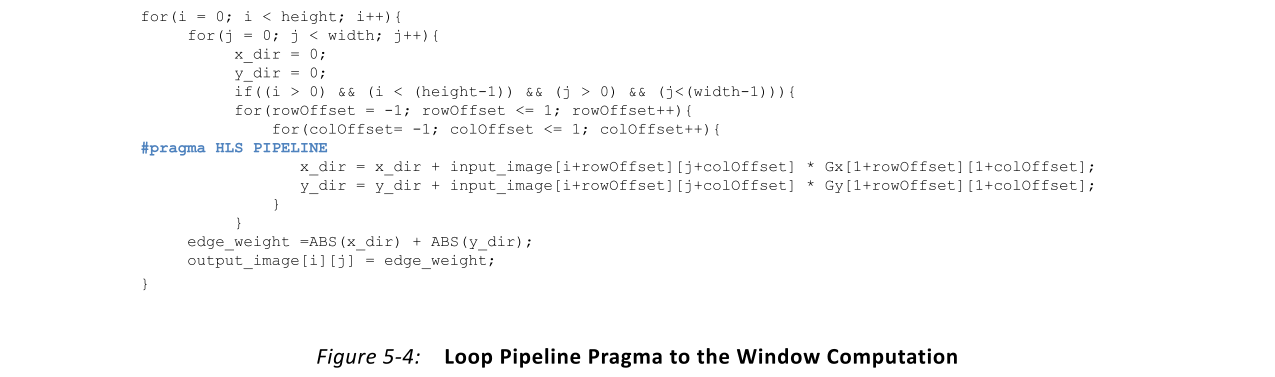 for(i = 0; i < height; i++){
for(j = 0; j < width; j++){
x_dir = 0;
y_dir = 0;
if((i > 0) && (i < (height-1)) && (j > 0) && (j<(width-1))){
for(rowOffset = -1; rowOffset <= 1; rowOffset++){
for(colOffset= -1; colOffset <= 1; colOffset++){
#pragma HLS PIPELINE
x_dir = x_dir + input_image[i+rowOffset][j+colOffset] * Gx[1+rowOffset][1+colOffset];
y_dir = y_dir + input_image[i+rowOffset][j+colOffset] * Gy[1+rowOffset][1+colOffset];
}
}
edge_weight =ABS(x_dir) + ABS(y_dir);
output_image[i][j] = edge_weight;
}
Figure 5-4: Loop Pipeline Pragma to the Window Computation